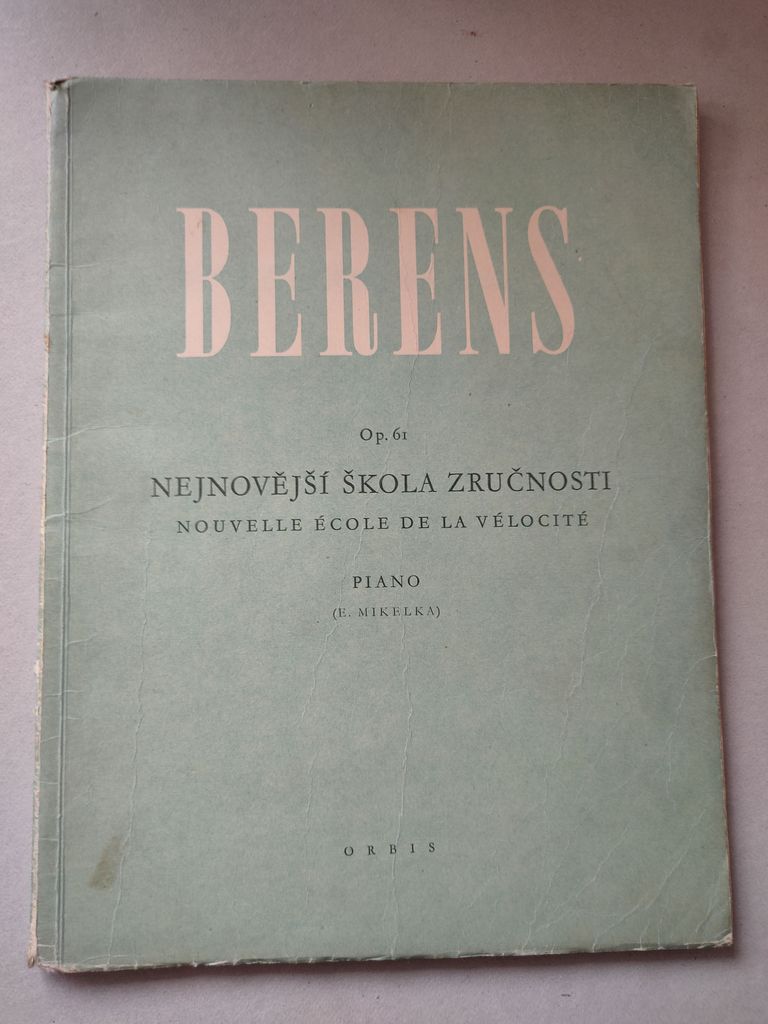 BERENS
Op. 61
NEJNOVĚJŠÍ ŠKOLA ZRUČNOSTI
NOUVELLE ÉCOLE DE LA VÉLOCITÉ
PIANO
(E. MIKELKA)
ORBIS